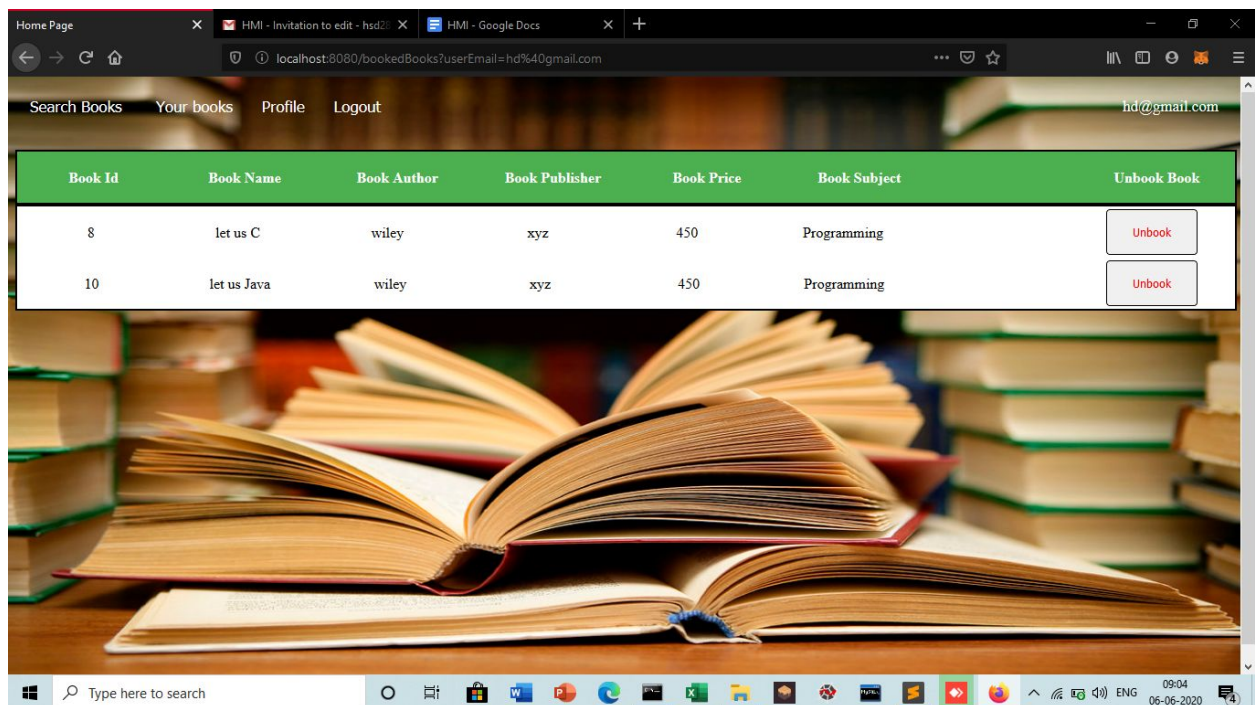 Home Page HMI - Invitation to edit - hsd28 HMI - Google Docs
localhost:8080/bookedBooks?userEmail=hd%40gmail.com
Search Books Your books Profile Logout hd@gmail.com
Book Id Book Name Book Author Book Publisher Book Price Book Subject Unbook Book
8 let us C wiley xyz 450 Programming Unbook
10 let us Java wiley xyz 450 Programming Unbook
Type here to search ENG 09:04
06-06-2020